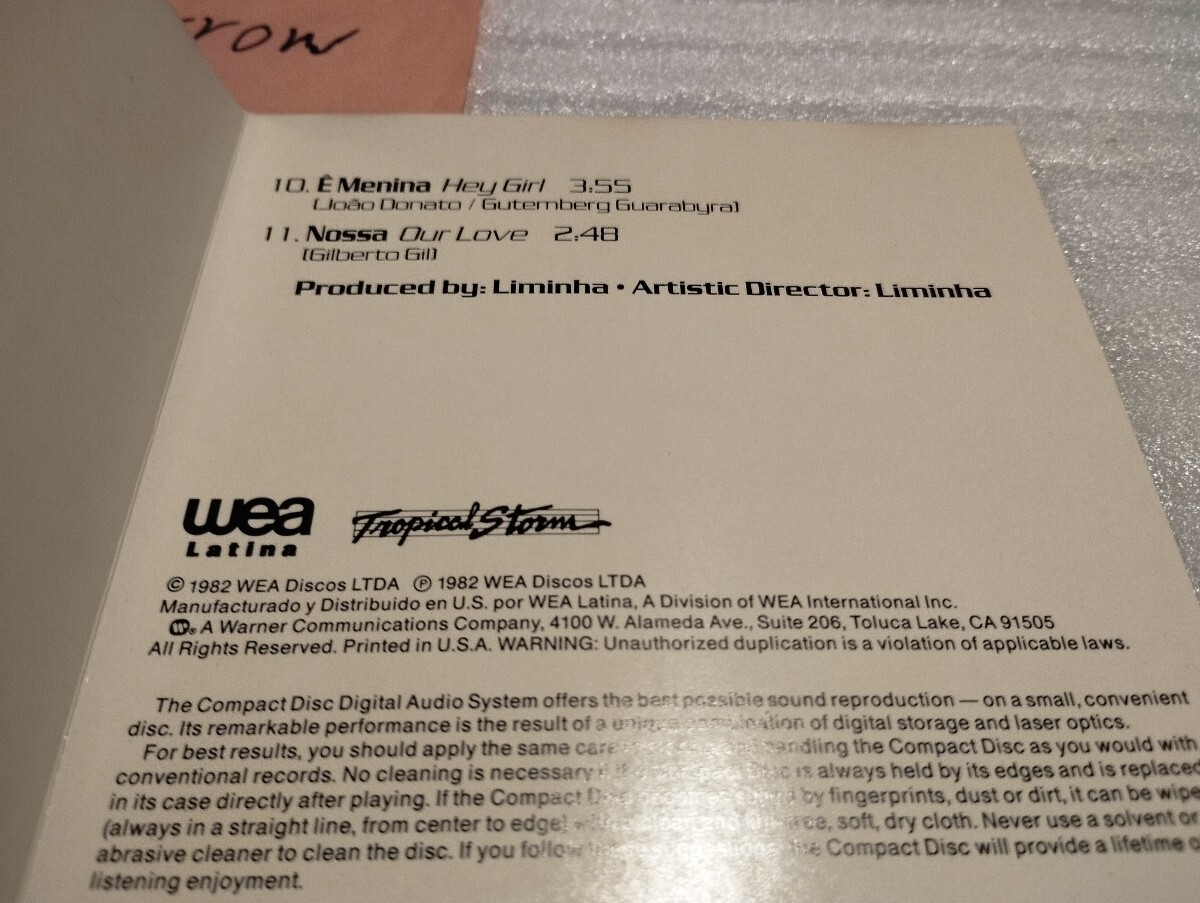 row
10. Ê Menina Hey Girl 3:55
(João Donato / Gutemberg Guarabyra)
11. Nossa Our Love 2:48
(Gilberto Gil)
Produced by: Liminha • Artistic Director: Liminha
wea
Latina
Tropical Storm
© 1982 WEA Discos LTDA ℗ 1982 WEA Discos LTDA
Manufacturado y Distribuido en U.S. por WEA Latina, A Division of WEA International Inc.
A Warner Communications Company, 4100 W. Alameda Ave., Suite 206, Toluca Lake, CA 91505
All Rights Reserved. Printed in U.S.A. WARNING: Unauthorized duplication is a violation of applicable laws.
The Compact Disc Digital Audio System offers the best possible sound reproduction — on a small, convenient
disc. Its remarkable performance is the result of a unique combination of digital storage and laser optics.
For best results, you should apply the same care handling the Compact Disc as you would with
conventional records. No cleaning is necessary if is always held by its edges and is replaced
in its case directly after playing. If the Compact by fingerprints, dust or dirt, it can be wipe
(always in a straight line, from center to edge) soft, dry cloth. Never use a solvent or
abrasive cleaner to clean the disc. If you follow these suggestions, the Compact Disc will provide a lifetime o
listening enjoyment.